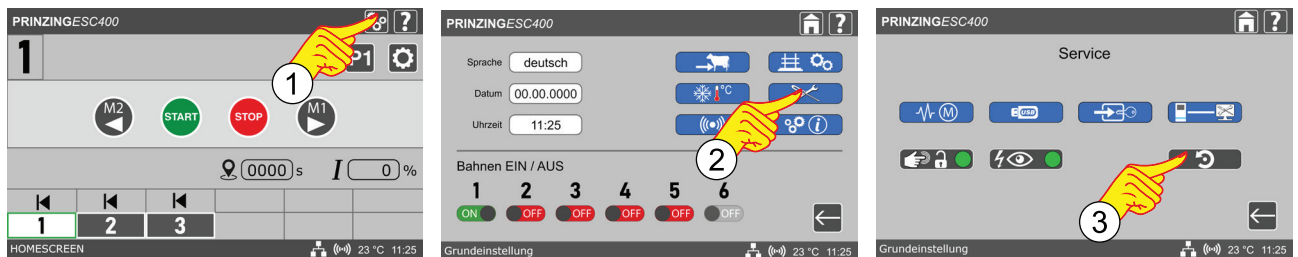 PRINZINGESC400
?
1
P1
1
M2
START
STOP
M1
0000 s
I 0 %
1 2 3
HOMESCREEN
23 °C 11:25
PRINZINGESC400
?
Sprache deutsch
Datum 00.00.0000
°C
Uhrzeit 11:25
i
2
Bahnen EIN / AUS
1 2 3 4 5 6
ON OFF OFF OFF OFF OFF
Grundeinstellung
23 °C 11:25
PRINZINGESC400
?
Service
M
USB
3
Grundeinstellung
23 °C 11:25